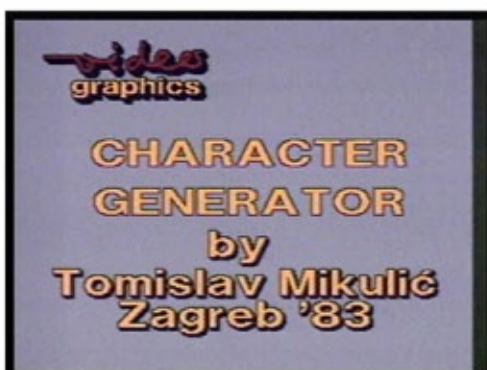 video
graphics
CHARACTER
GENERATOR
by
Tomislav Mikulić
Zagreb '83